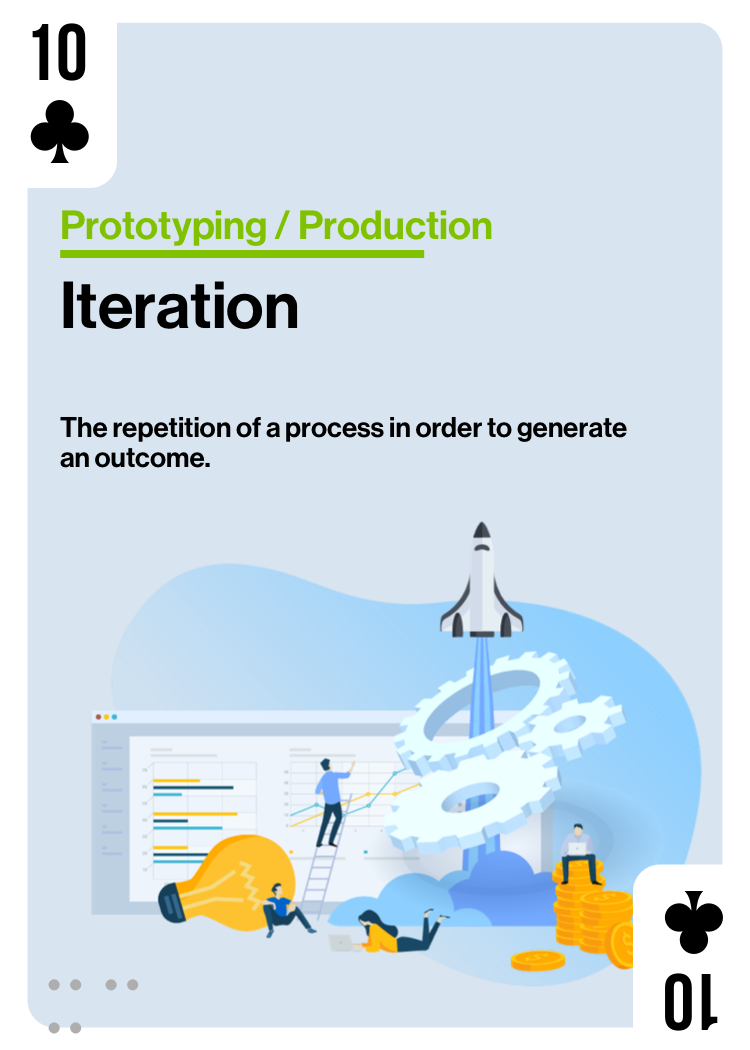 10
Prototyping / Production
Iteration
The repetition of a process in order to generate
an outcome.
10